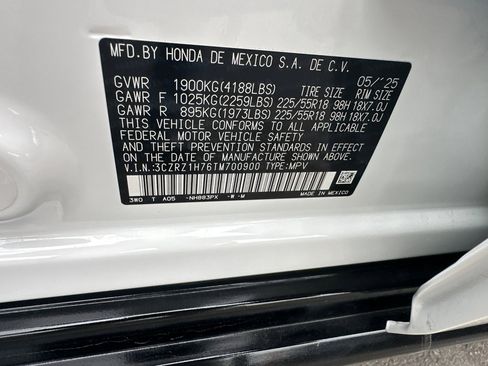 MFD. BY HONDA DE MEXICO S.A. DE C.V.
05/'25
GVWR 1900KG(4188LBS) TIRE SIZE RIM SIZE
GAWR F 1025KG(2259LBS) 225/55R18 98H 18X7.0J
GAWR R 895KG(1973LBS) 225/55R18 98H 18X7.0J
THIS VEHICLE CONFORMS TO ALL APPLICABLE
FEDERAL MOTOR VEHICLE SAFETY AND
THEFT PREVENTION STANDARDS IN EFFECT ON
THE DATE OF MANUFACTURE SHOWN ABOVE.
V.I.N.:3CZRZ1H76TM700900 TYPE:MPV
3W0 T A05 -NH883PX -W -M MADE IN MEXICO